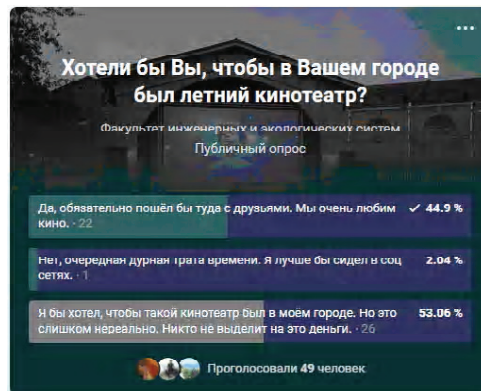 Хотели бы Вы, чтобы в Вашем городе
был летний кинотеатр?
Факультет инженерных и экологических систем
Публичный опрос
Да, обязательно пошёл бы туда с друзьями. Мы очень любим 44.9 %
кино. · 22
Нет, очередная дурная трата времени. Я лучше бы сидел в соц 2.04 %
сетях. · 1
Я бы хотел, чтобы такой кинотеатр был в моём городе. Но это 53.06 %
слишком нереально. Никто не выделит на это деньги. · 26
Проголосовали 49 человек